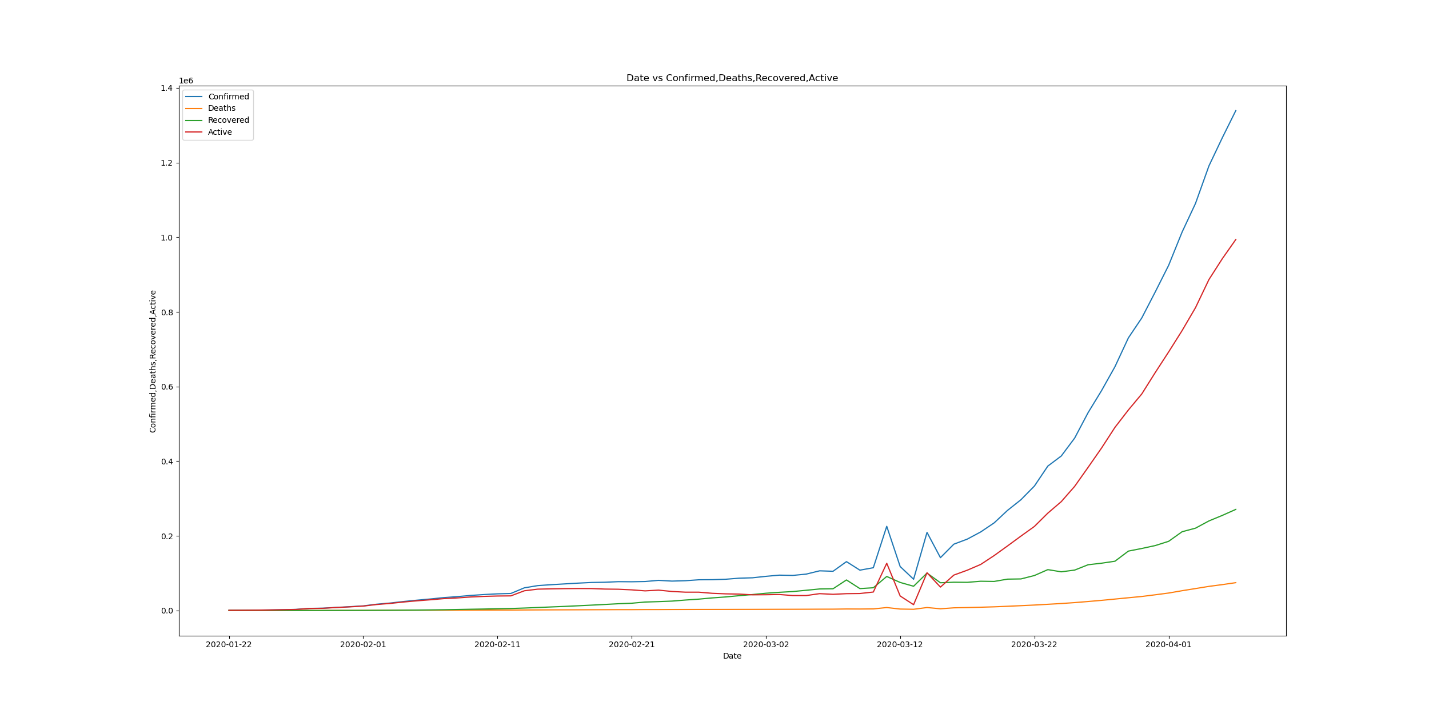 Date vs Confirmed,Deaths,Recovered,Active
1e6
1.4
1.2
1.0
0.8
0.6
0.4
0.2
0.0
Confirmed,Deaths,Recovered,Active
Confirmed
Deaths
Recovered
Active
2020-01-22 2020-02-01 2020-02-11 2020-02-21 2020-03-02 2020-03-12 2020-03-22 2020-04-01
Date